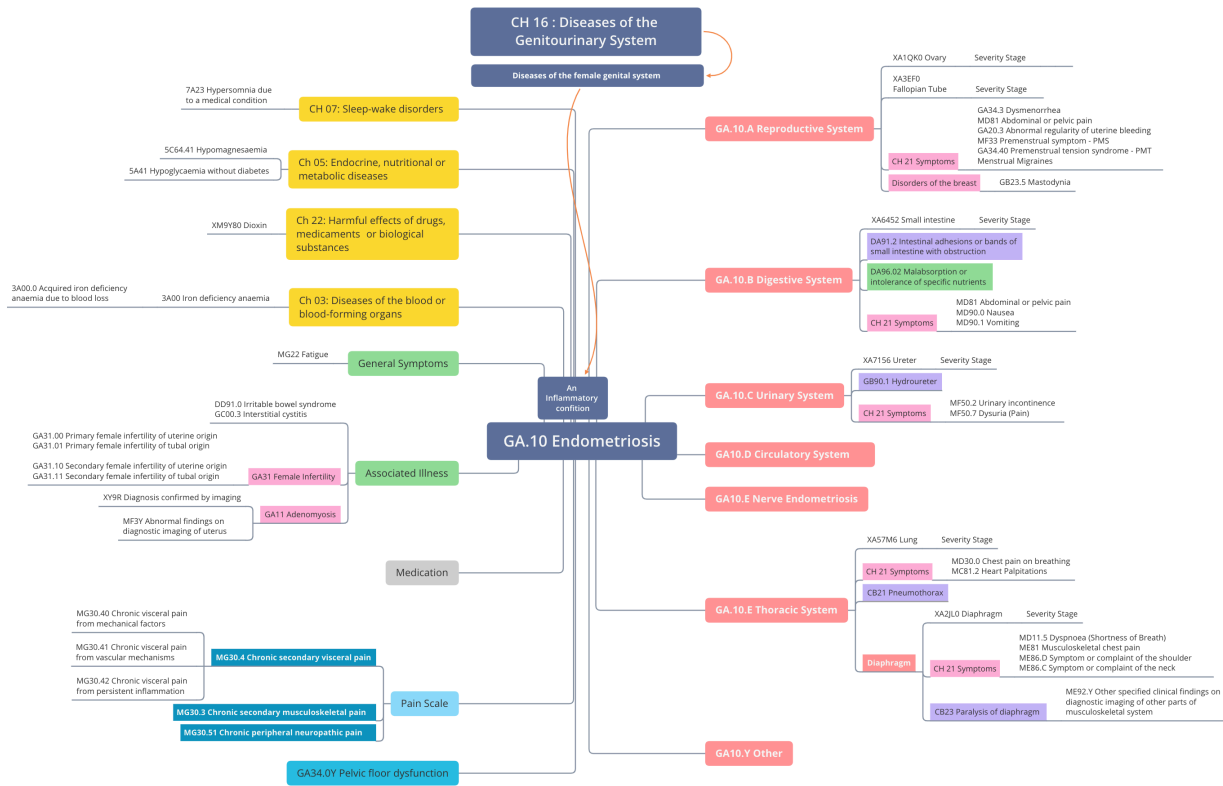 CH 16 : Diseases of the
Genitourinary System
Diseases of the female genital system
7A23 Hypersomnia due
to a medical condition
CH 07: Sleep-wake disorders
5C64.41 Hypomagnesaemia
5A41 Hypoglycaemia without diabetes
Ch 05: Endocrine, nutritional or
metabolic diseases
XM9Y80 Dioxin
Ch 22: Harmful effects of drugs,
medicaments or biological
substances
3A00.0 Acquired iron deficiency
anaemia due to blood loss
3A00 Iron deficiency anaemia
Ch 03: Diseases of the blood or
blood-forming organs
MG22 Fatigue
General Symptoms
DD91.0 Irritable bowel syndrome
GC00.3 Interstitial cystitis
GA31.00 Primary female infertility of uterine origin
GA31.01 Primary female infertility of tubal origin
GA31.10 Secondary female infertility of uterine origin
GA31.11 Secondary female infertility of tubal origin
GA31 Female Infertility
Associated Illness
XY9R Diagnosis confirmed by imaging
MF3Y Abnormal findings on
diagnostic imaging of uterus
GA11 Adenomyosis
Medication
MG30.40 Chronic visceral pain
from mechanical factors
MG30.41 Chronic visceral pain
from vascular mechanisms
MG30.42 Chronic visceral pain
from persistent inflammation
MG30.4 Chronic secondary visceral pain
MG30.3 Chronic secondary musculoskeletal pain
MG30.51 Chronic peripheral neuropathic pain
Pain Scale
GA34.0Y Pelvic floor dysfunction
An
Inflammatory
confition
GA.10 Endometriosis
GA.10.A Reproductive System
XA1QK0 Ovary Severity Stage
XA3EF0
Fallopian Tube Severity Stage
CH 21 Symptoms
GA34.3 Dysmenorrhea
MD81 Abdominal or pelvic pain
GA20.3 Abnormal regularity of uterine bleeding
MF33 Premenstrual symptom - PMS
GA34.40 Premenstrual tension syndrome - PMT
Menstrual Migraines
Disorders of the breast
GB23.5 Mastodynia
GA.10.B Digestive System
XA6452 Small intestine Severity Stage
DA91.2 Intestinal adhesions or bands of
small intestine with obstruction
DA96.02 Malabsorption or
intolerance of specific nutrients
CH 21 Symptoms
MD81 Abdominal or pelvic pain
MD90.0 Nausea
MD90.1 Vomiting
GA.10.C Urinary System
XA7156 Ureter Severity Stage
GB90.1 Hydroureter
CH 21 Symptoms
MF50.2 Urinary incontinence
MF50.7 Dysuria (Pain)
GA10.D Circulatory System
GA10.E Nerve Endometriosis
GA.10.E Thoracic System
XA57M6 Lung Severity Stage
CH 21 Symptoms
MD30.0 Chest pain on breathing
MC81.2 Heart Palpitations
CB21 Pneumothorax
Diaphragm
XA2JL0 Diaphragm Severity Stage
CH 21 Symptoms
MD11.5 Dyspnoea (Shortness of Breath)
ME81 Musculoskeletal chest pain
ME86.D Symptom or complaint of the shoulder
ME86.C Symptom or complaint of the neck
CB23 Paralysis of diaphragm
ME92.Y Other specified clinical findings on
diagnostic imaging of other parts of
musculoskeletal system
GA10.Y Other